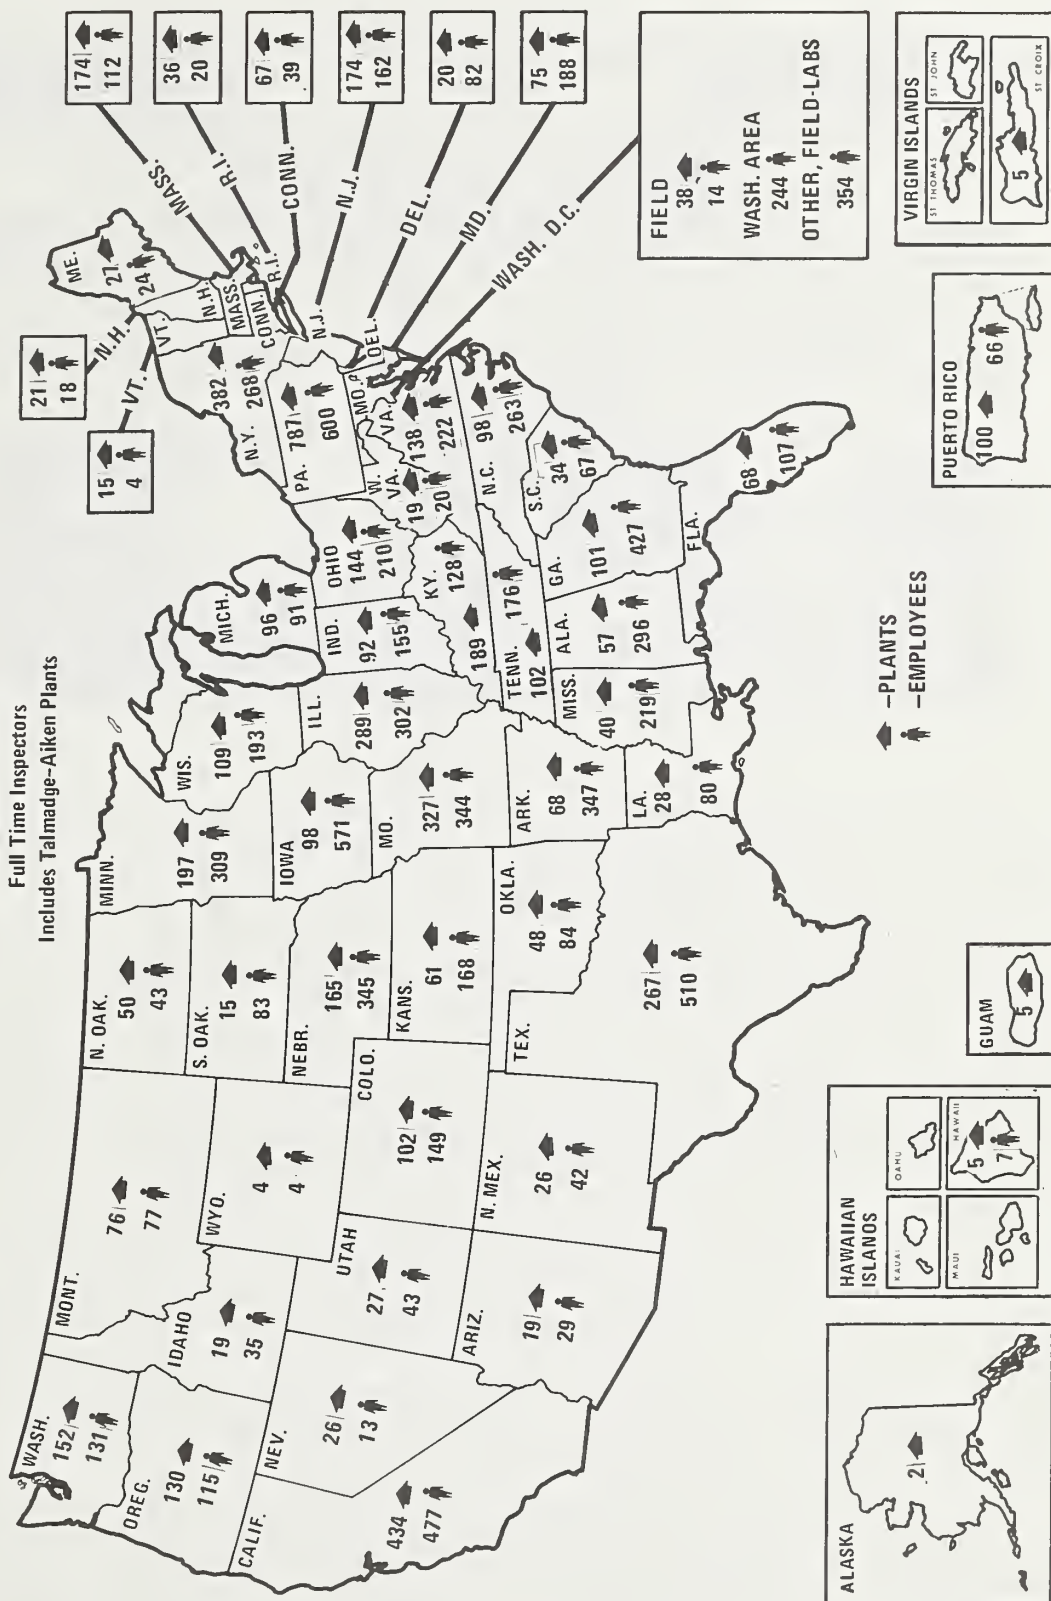 Full Time Inspectors
Includes Talmadge-Aiken Plants
WASH.
152
131
OREG.
130
115
CALIF.
434
477
NEV.
26
13
IDAHO
19
35
MONT.
76
77
WYO.
4
4
UTAH
27
43
ARIZ.
19
29
COLO.
102
149
N. MEX.
26
42
N. OAK.
50
43
S. OAK.
15
83
NEBR.
165
345
KANS.
61
168
OKLA.
48
84
TEX.
267
510
MINN.
197
309
IOWA
98
571
MO.
327
344
ARK.
68
347
LA.
28
80
WIS.
109
193
ILL.
289
302
MICH.
96
91
IND.
92
155
OHIO
144
210
KY.
189
128
TENN.
102
176
MISS.
40
219
ALA.
57
296
GA.
101
427
FLA.
68
107
S.C.
34
67
N.C.
98
263
W.
VA.
19
20
VA.
138
222
PA.
787
600
N.Y.
382
268
MD.
OEL.
N.J.
CONN.
R.I.
MASS.
N.H.
VT.
ME.
27
24
15
4
VT.
21
18
N.H.
MASS.
174
112
R.I.
36
20
CONN.
67
39
N.J.
174
162
DEL.
20
82
MD.
75
188
WASH. D.C.
FIELD
38
14
WASH. AREA
244
OTHER, FIELD-LABS
354
-PLANTS
-EMPLOYEES
ALASKA
2
HAWAIIAN
ISLANOS
KAUAI
OAHU
MAUI
HAWAII
5
7
GUAM
5
PUERTO RICO
100
66
VIRGIN ISLANDS
ST THOMAS
ST JOHN
5
ST CROIX